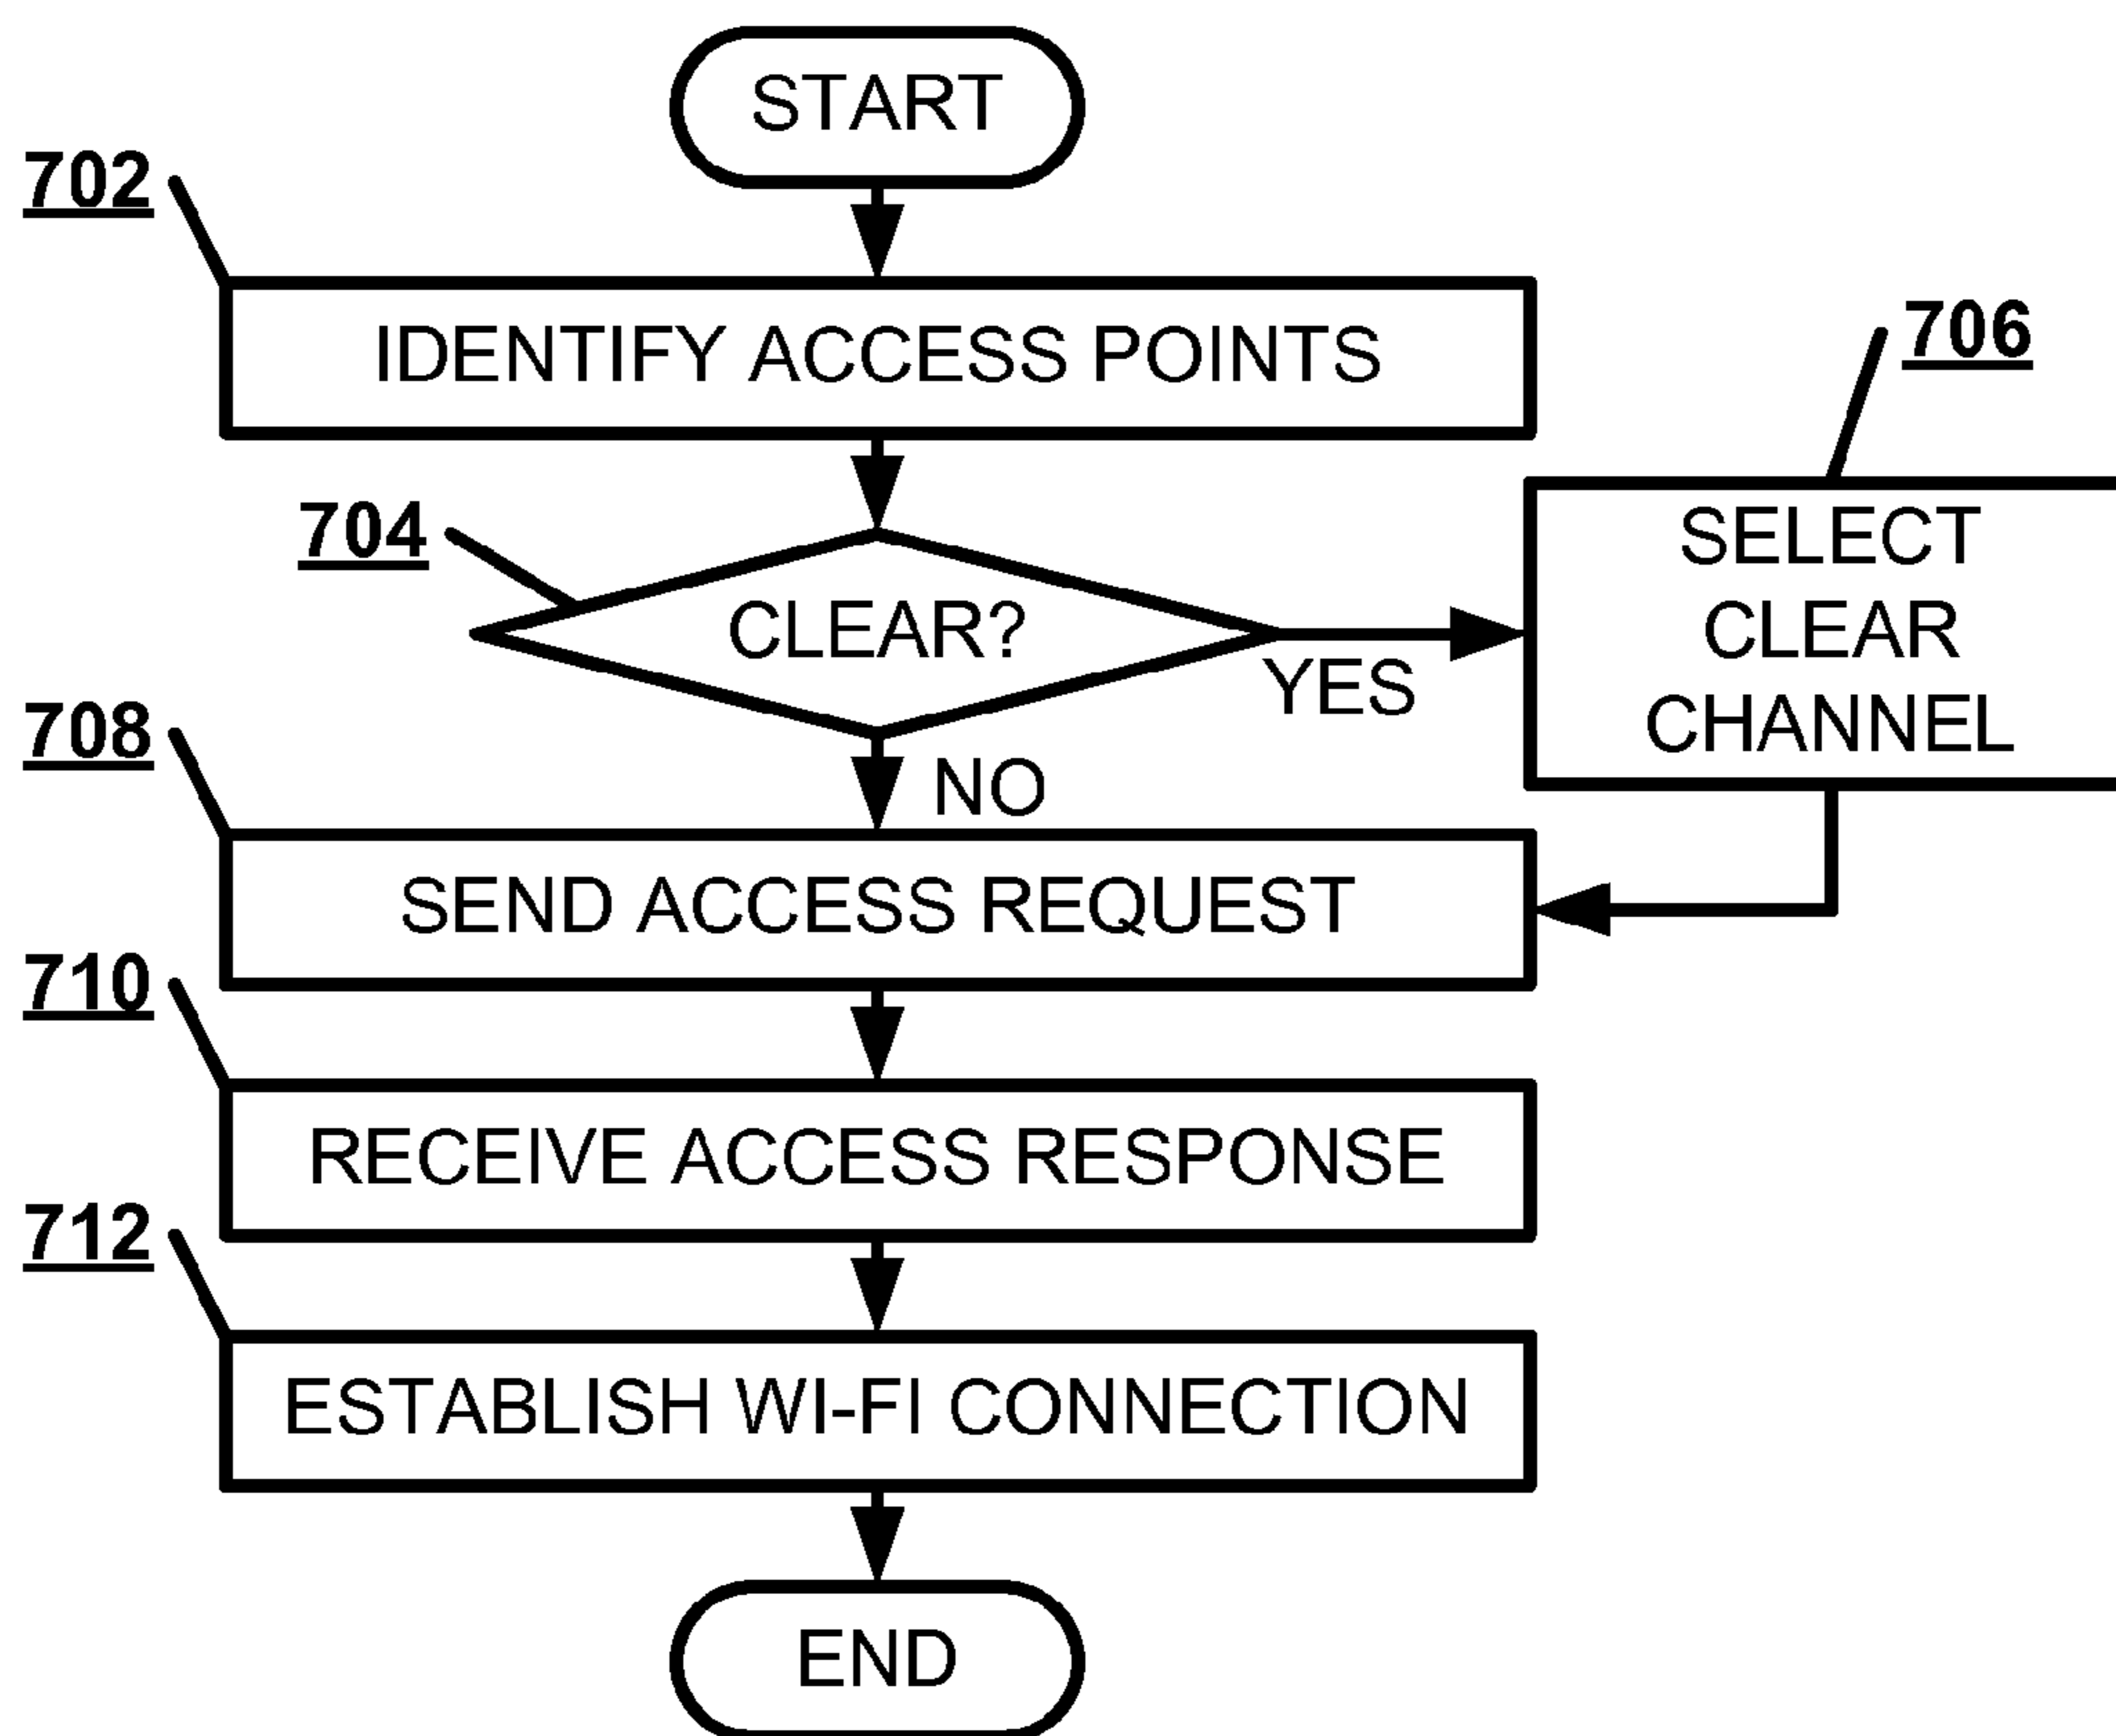 START
702
IDENTIFY ACCESS POINTS
706
704
CLEAR?
YES
SELECT
CLEAR
CHANNEL
NO
708
SEND ACCESS REQUEST
710
RECEIVE ACCESS RESPONSE
712
ESTABLISH WI-FI CONNECTION
END